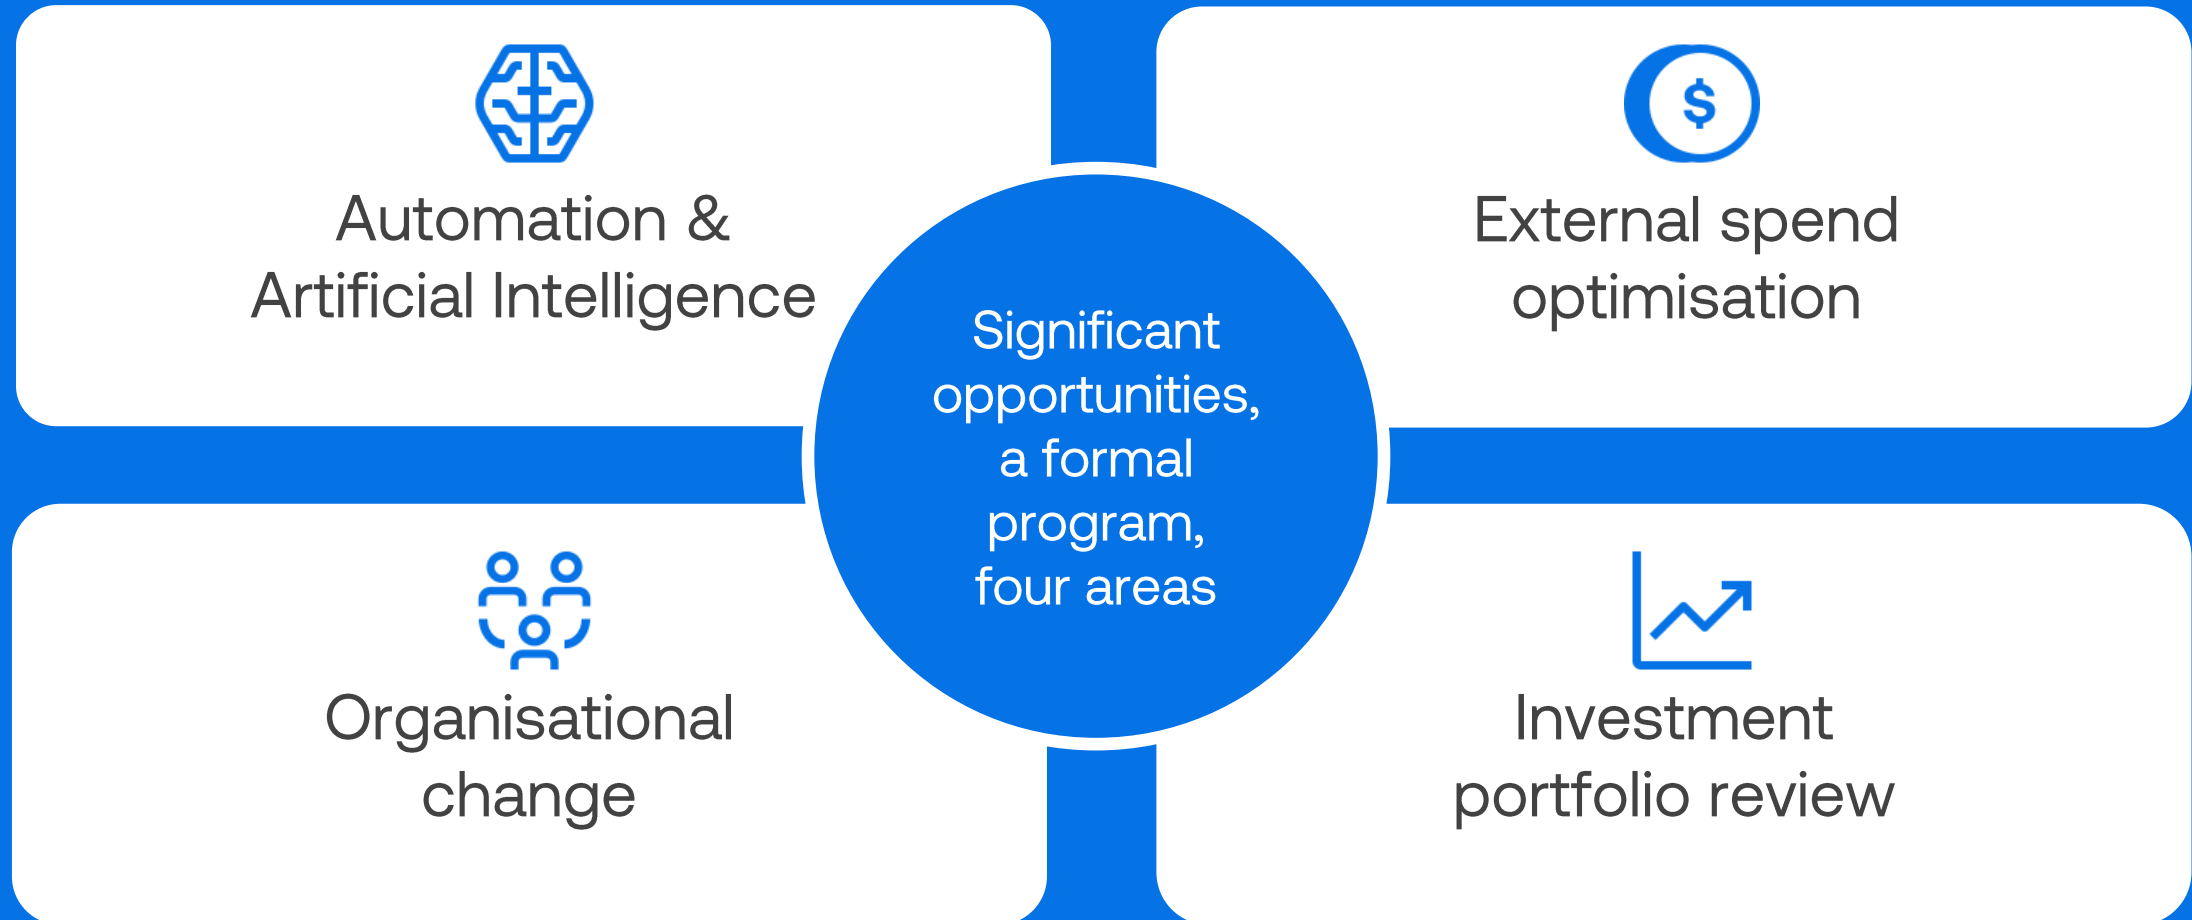 Automation &
Artificial Intelligence
$
External spend
optimisation
Significant
opportunities,
a formal
program,
four areas
Organisational
change
Investment
portfolio review